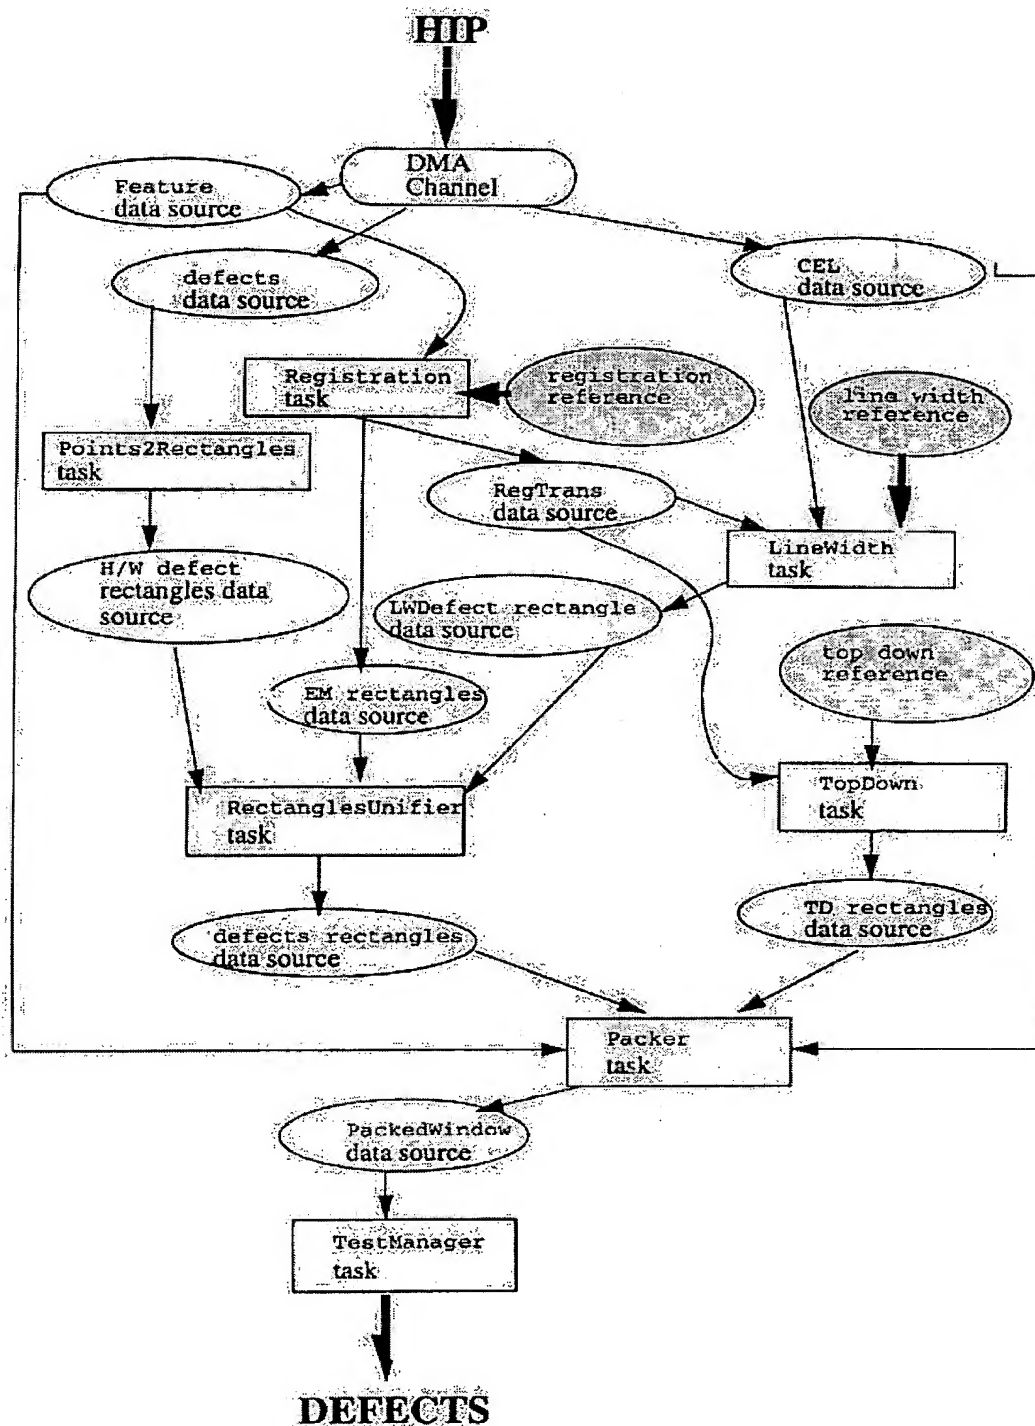 HIP
DMA
Channel
Feature
data source
defects
data source
CEL
data source
Registration
task
registration
reference
line width
reference
Points2Rectangles
task
RegTrans
data source
LineWidth
task
H/W defect
rectangles data
source
LWDefect rectangle
data source
top down
reference
EM rectangles
data source
RectanglesUnifier
task
TopDown
task
defects rectangles
data source
TD rectangles
data source
Packer
task
PackedWindow
data source
TestManager
task
DEFECTS